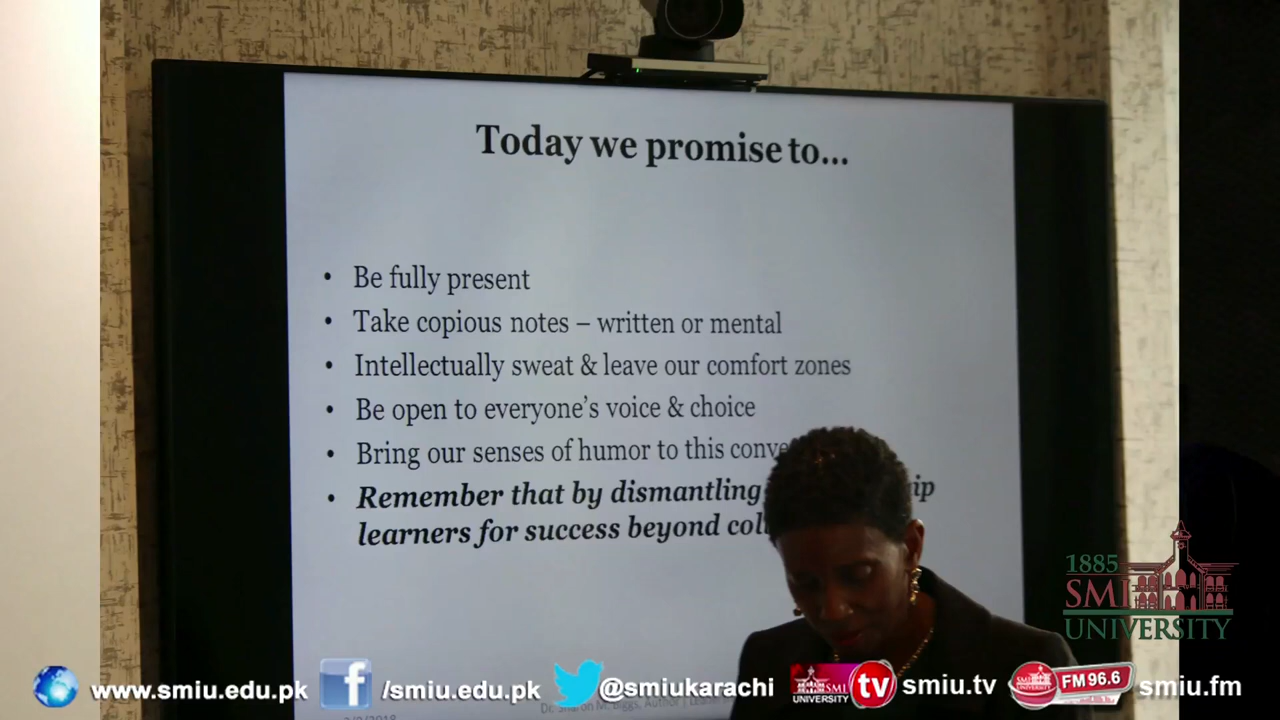 Today we promise to...
• Be fully present
• Take copious notes – written or mental
• Intellectually sweat & leave our comfort zones
• Be open to everyone's voice & choice
• Bring our senses of humor to this
• Remember that by dismantling
learners for success beyond
1885
SMI
UNIVERSITY
www.smiu.edu.pk
/smiu.edu.pk
@smiukarachi
SMI
UNIVERSITY
tv
smiu.tv
FM 96.6
smiu.fm